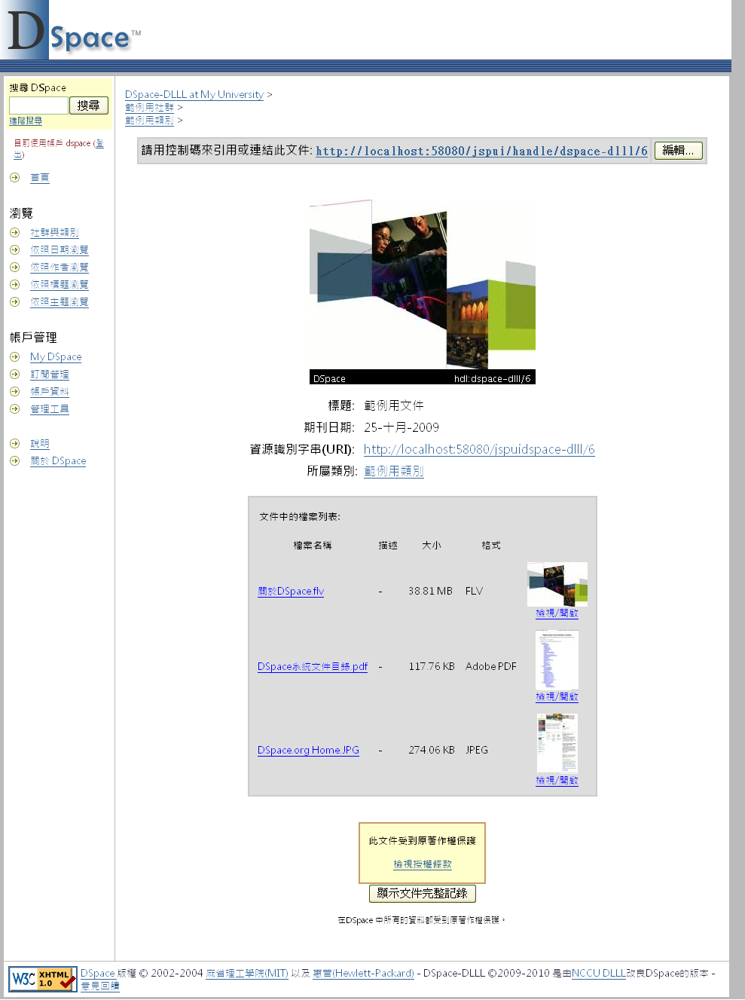 DSpace™
搜尋 DSpace
搜尋
進階搜尋
目前使用帳戶 dspace (登
出)
首頁
瀏覽
社群與類別
依照日期瀏覽
依照作者瀏覽
依照標題瀏覽
依照主題瀏覽
帳戶管理
My DSpace
訂閱管理
帳戶資料
管理工具
說明
關於 DSpace
DSpace-DLLL at My University >
範例用社群 >
範例用類別 >
請用控制碼來引用或連結此文件: http://localhost:58080/jspui/handle/dspace-dlll/6 編輯...
DSpace hdl:dspace-dlll/6
標題: 範例用文件
期刊日期: 25-十月-2009
資源識別字串(URI): http://localhost:58080/jspuidspace-dlll/6
所屬類別: 範例用類別
文件中的檔案列表:
檔案名稱 描述 大小 格式
關於DSpace.flv - 38.81 MB FLV
檢視/開啟
DSpace系統文件目錄.pdf - 117.76 KB Adobe PDF
檢視/開啟
DSpace.org Home.JPG - 274.06 KB JPEG
檢視/開啟
此文件受到原著作權保護
檢視授權條款
顯示文件完整記錄
在DSpace 中所有的資料都受到原著作權保護。
W3C XHTML 1.0
DSpace 版權 © 2002-2004 麻省理工學院(MIT) 以及 惠普(Hewlett-Packard) - DSpace-DLLL ©2009-2010 是由NCCU DLLL改良DSpace的版本 -
意見回饋